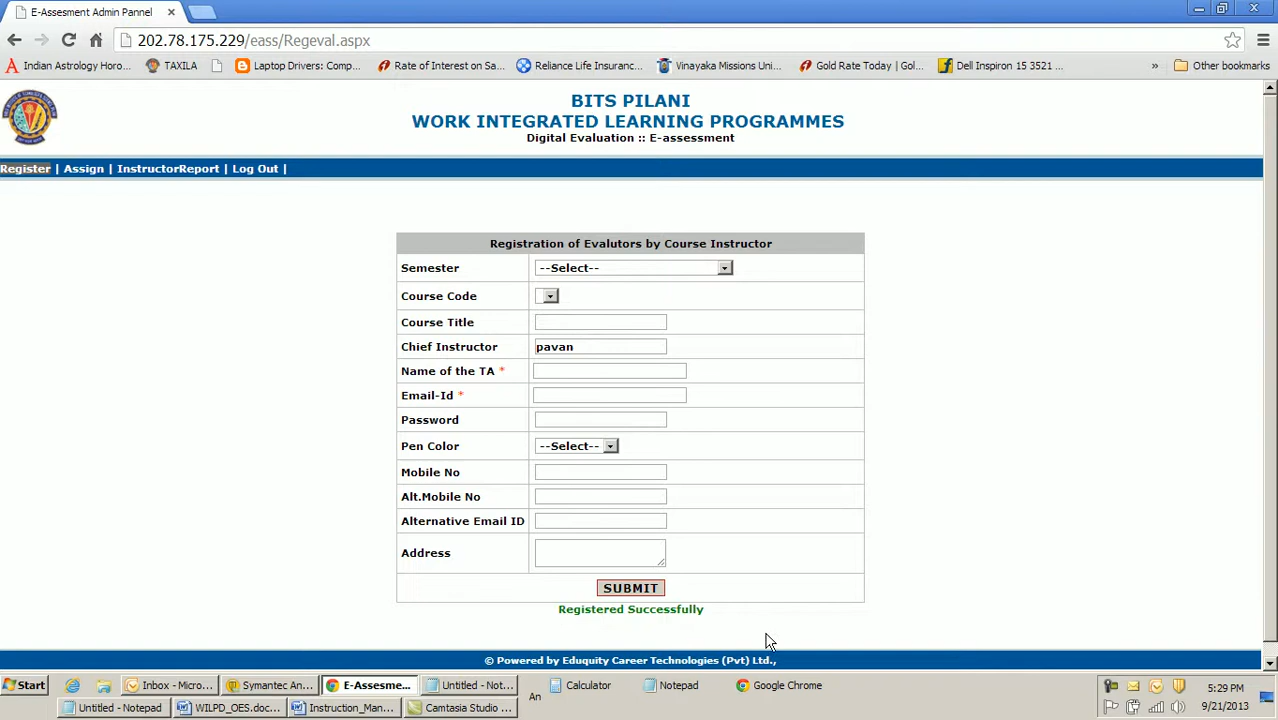 E-Assesment Admin Pannel
202.78.175.229/eass/Regeval.aspx
Indian Astrology Horo... TAXILA Laptop Drivers: Comp... Rate of Interest on Sa... Reliance Life Insuranc... Vinayaka Missions Uni... Gold Rate Today | Gol... Dell Inspiron 15 3521 ... » Other bookmarks
BITS PILANI
WORK INTEGRATED LEARNING PROGRAMMES
Digital Evaluation :: E-assessment
Register | Assign | InstructorReport | Log Out |
Registration of Evalutors by Course Instructor
Semester --Select--
Course Code
Course Title
Chief Instructor pavan
Name of the TA *
Email-Id *
Password
Pen Color --Select--
Mobile No
Alt.Mobile No
Alternative Email ID
Address
SUBMIT
Registered Successfully
© Powered by Eduquity Career Technologies (Pvt) Ltd.,
Start Inbox - Micro... Symantec An... E-Assesme... Untitled - Not... Calculator Notepad Google Chrome 5:29 PM
An
Untitled - Notepad WILPD_OES.doc... Instruction_Man... Camtasia Studio ... 9/21/2013